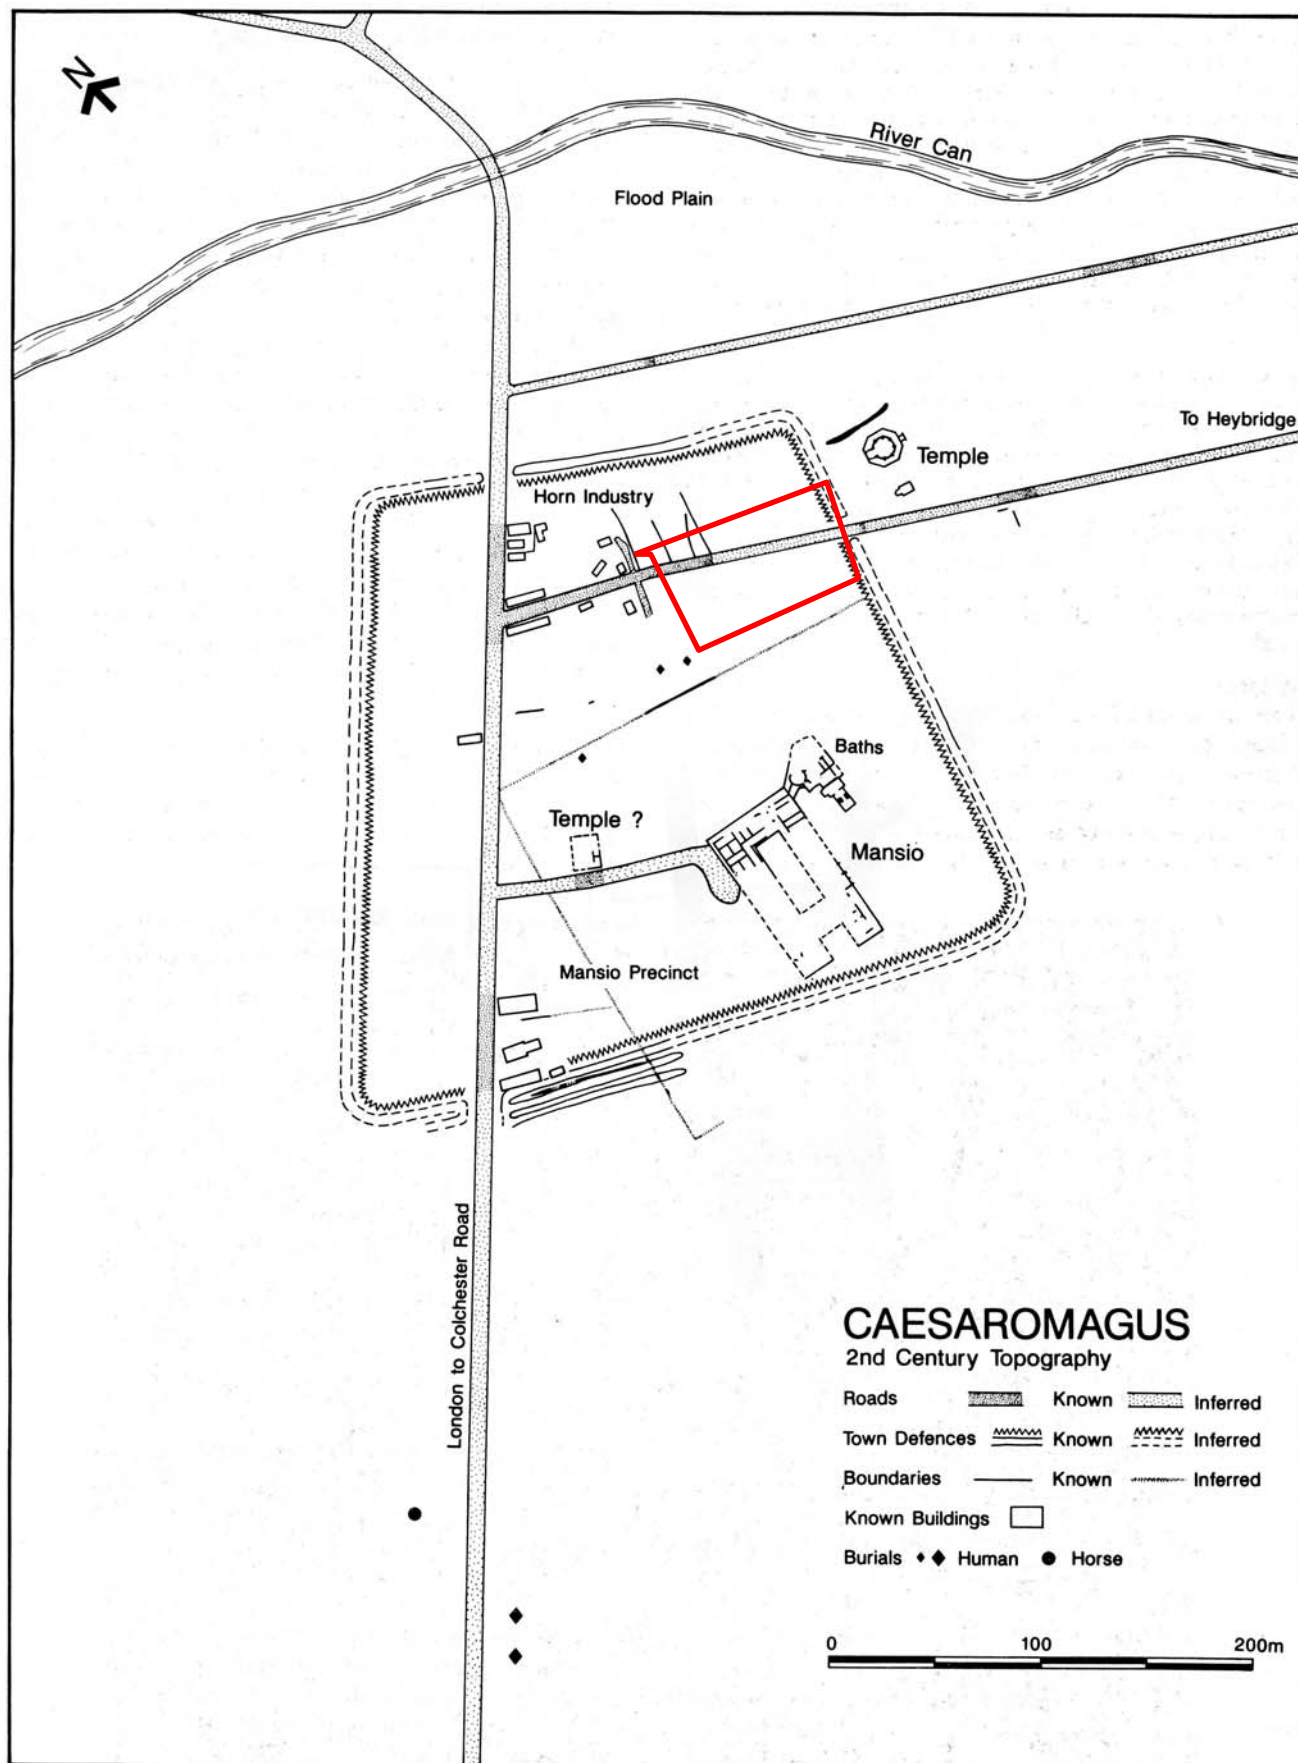 N
River Can
Flood Plain
To Heybridge
Temple
Horn Industry
Baths
Temple ?
Mansio
Mansio Precinct
London to Colchester Road
CAESAROMAGUS
2nd Century Topography
Roads Known Inferred
Town Defences Known Inferred
Boundaries Known Inferred
Known Buildings
Burials Human Horse
0 100 200m